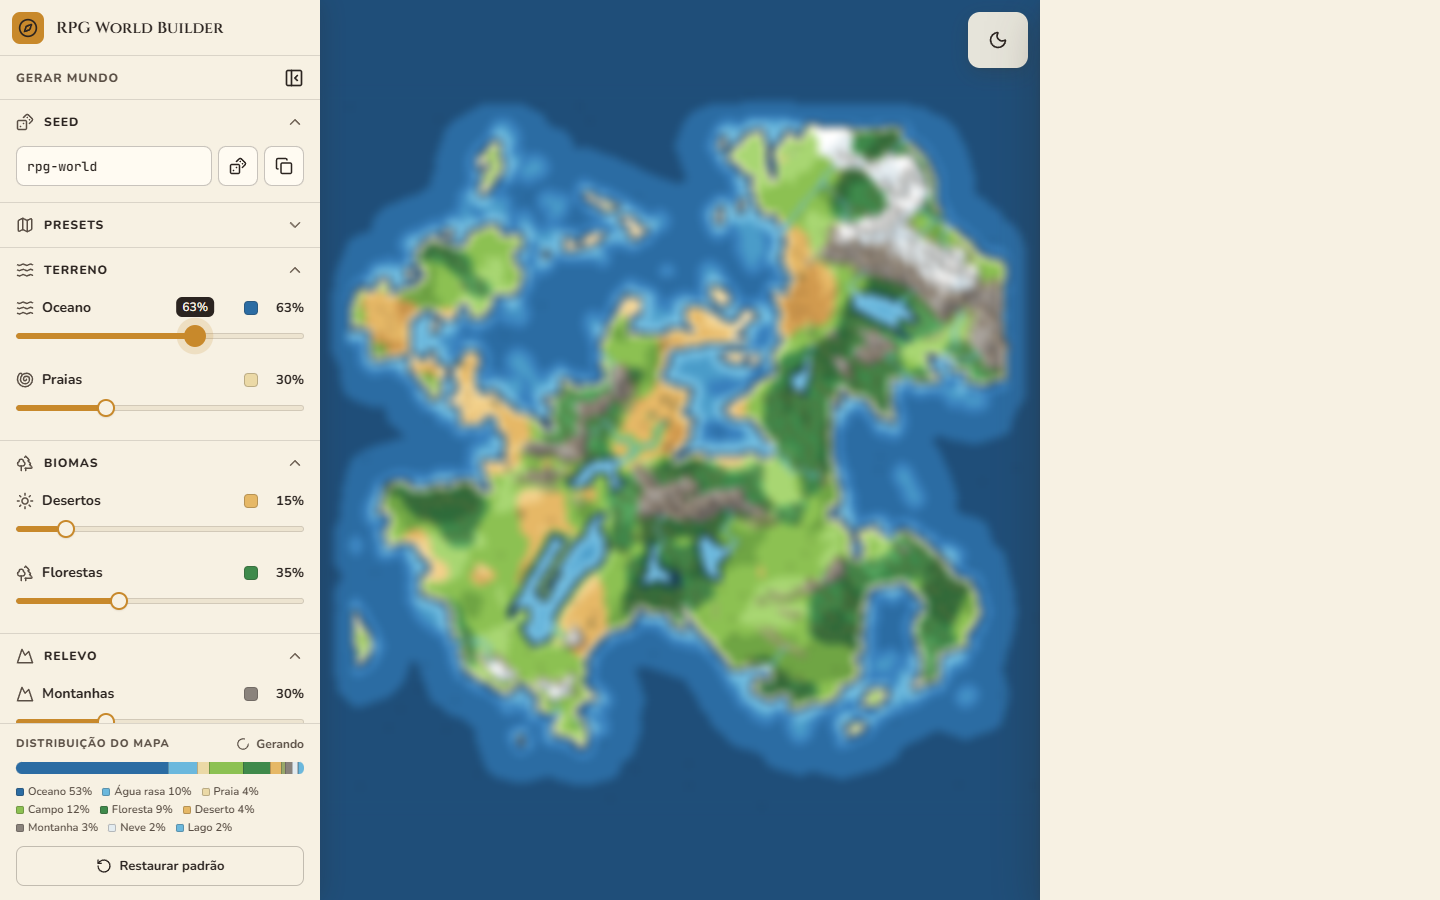 RPG World Builder
GERAR MUNDO
SEED
rpg-world
PRESETS
TERRENO
Oceano 63% 63%
Praias 30%
BIOMAS
Desertos 15%
Florestas 35%
RELEVO
Montanhas 30%
DISTRIBUIÇÃO DO MAPA Gerando
Oceano 53% Água rasa 10% Praia 4%
Campo 12% Floresta 9% Deserto 4%
Montanha 3% Neve 2% Lago 2%
Restaurar padrão